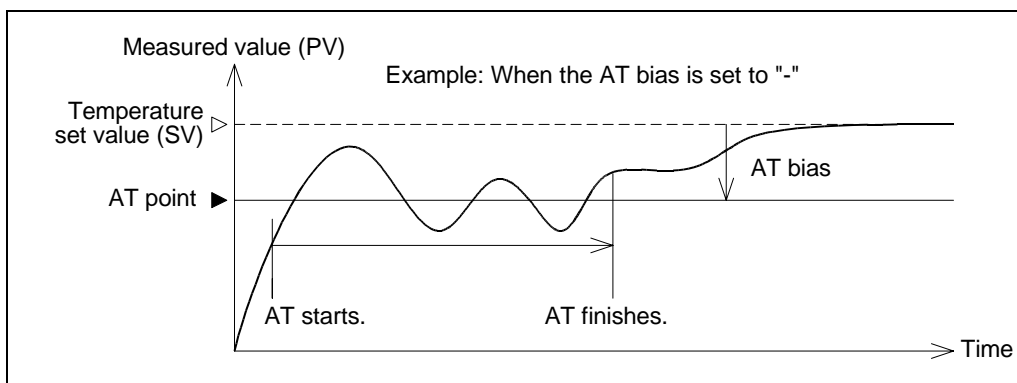 Measured value (PV)
Example: When the AT bias is set to "-"
Temperature
set value (SV)
AT bias
AT point
AT starts.
AT finishes.
Time